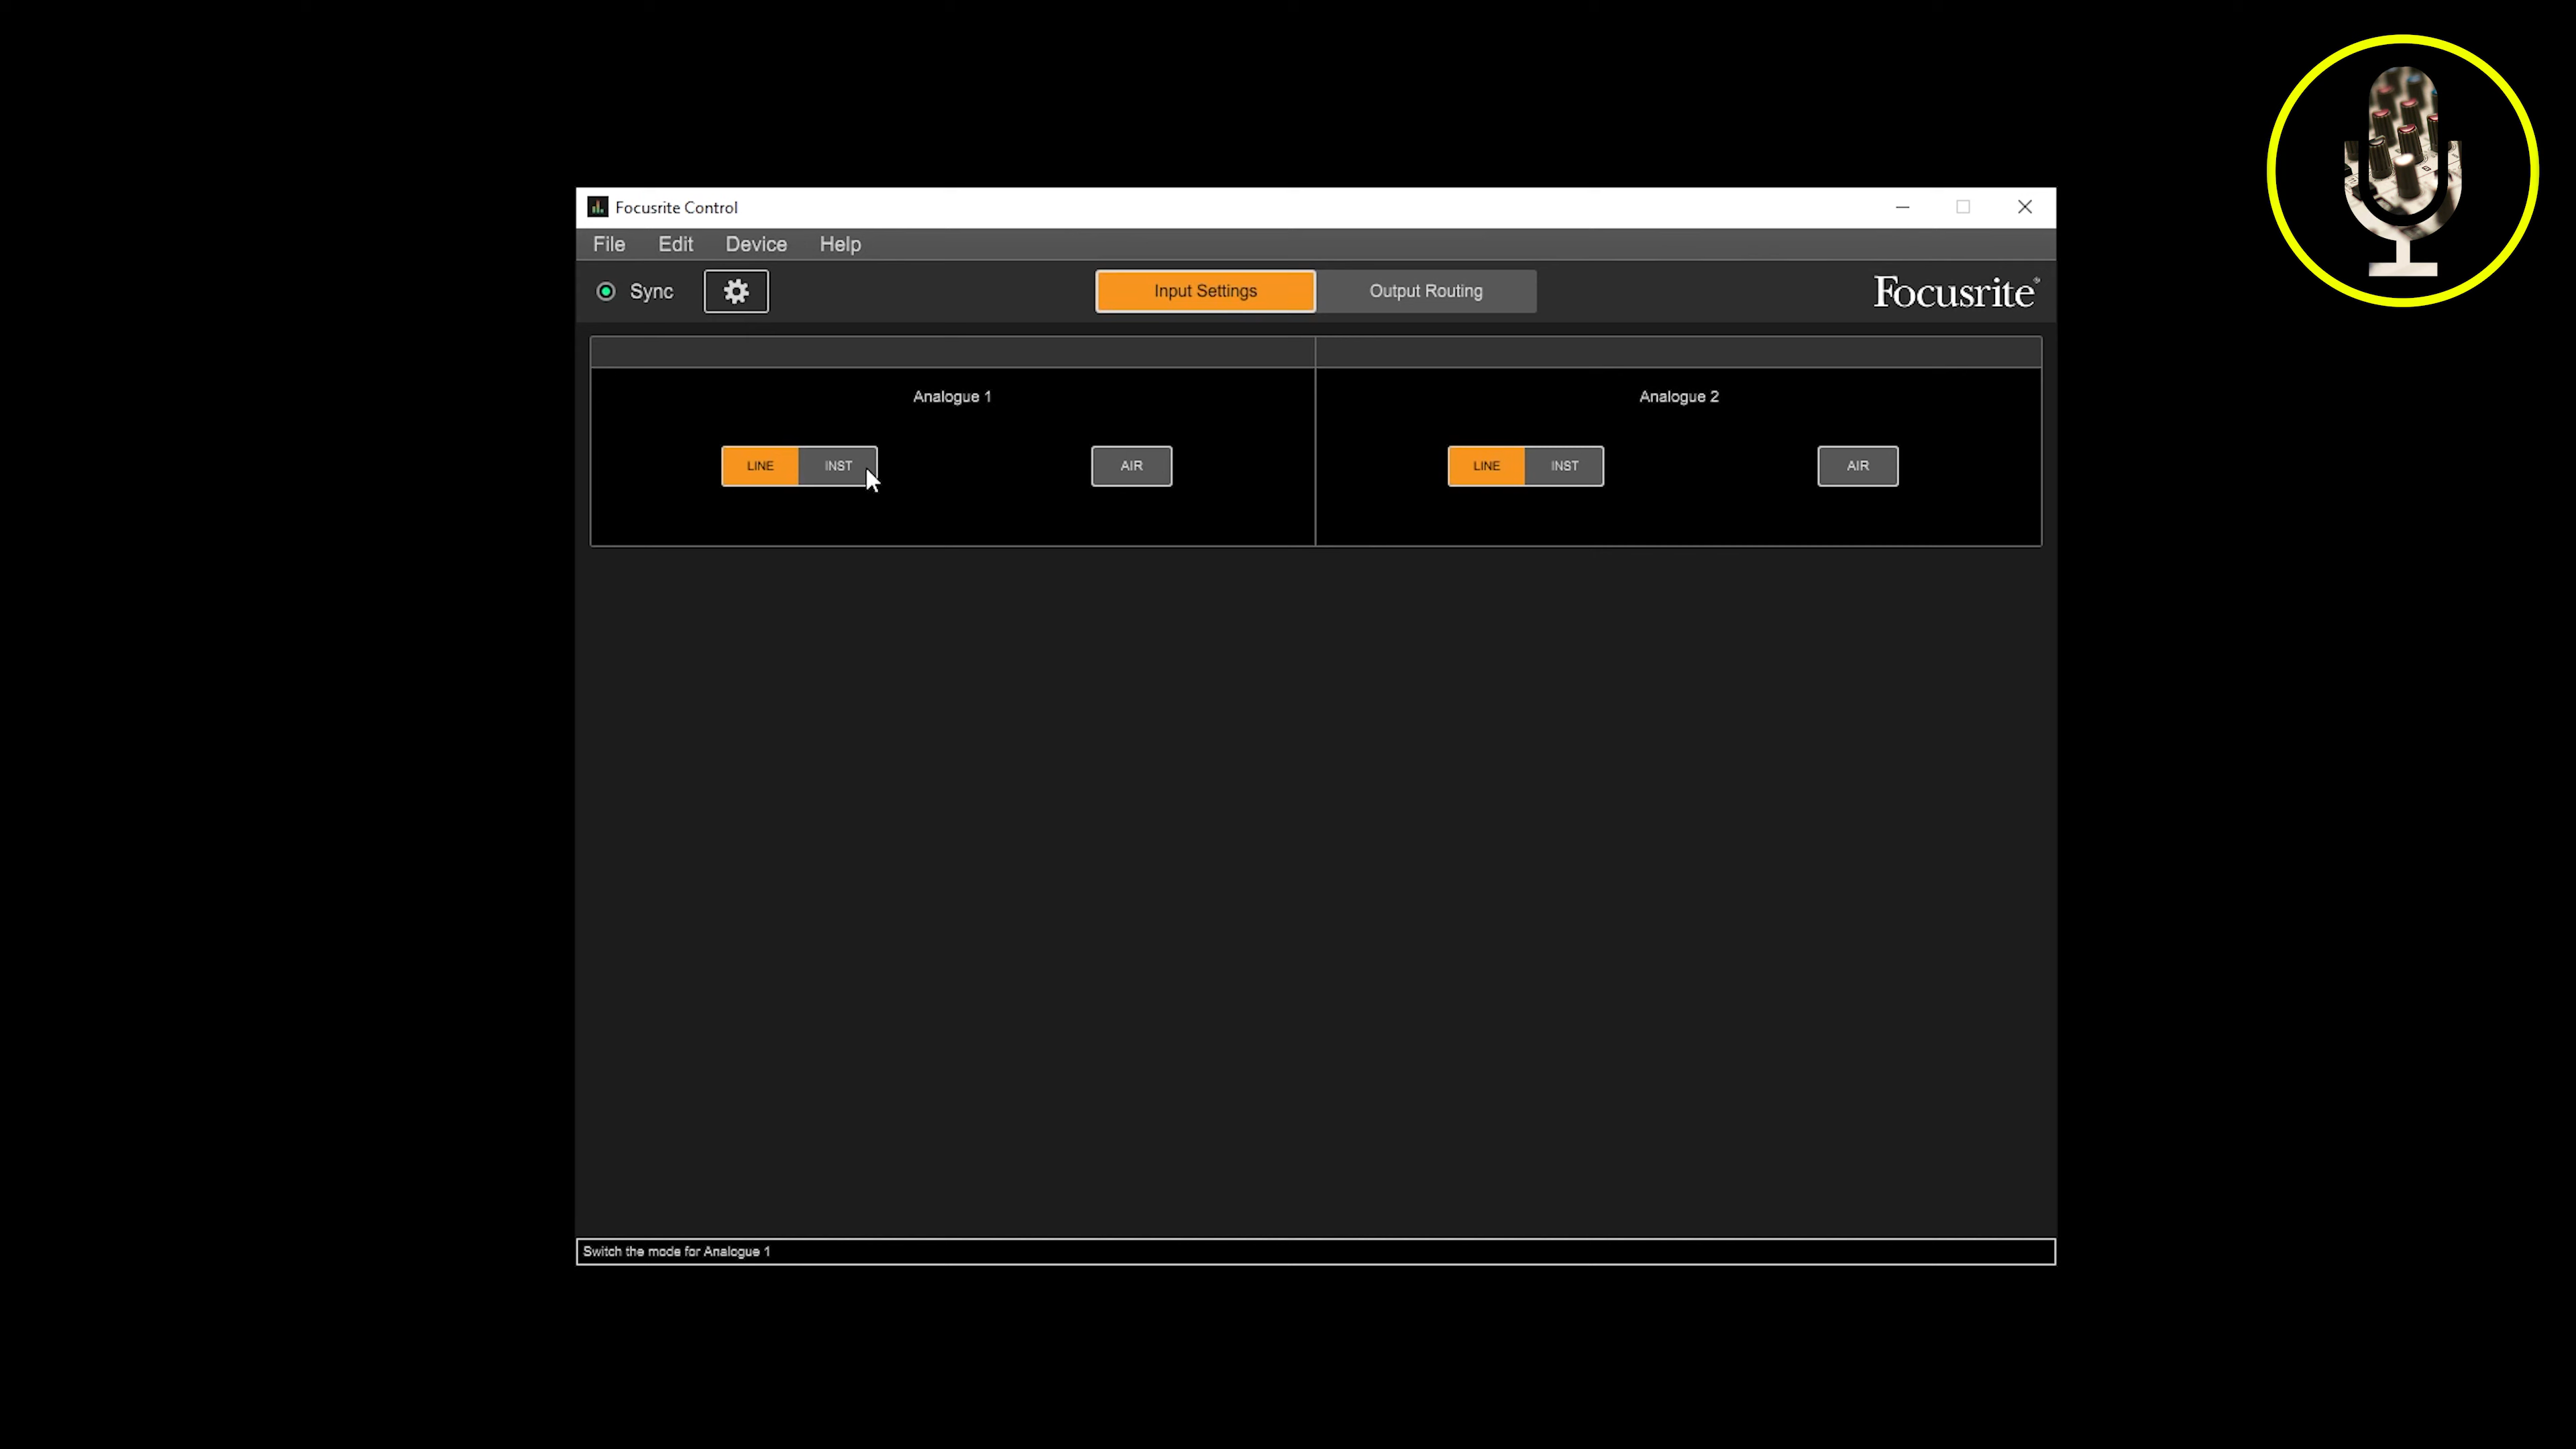 Focusrite Control
File Edit Device Help
Sync Input Settings Output Routing Focusrite®
Analogue 1 Analogue 2
LINE INST AIR LINE INST AIR
Switch the mode for Analogue 1